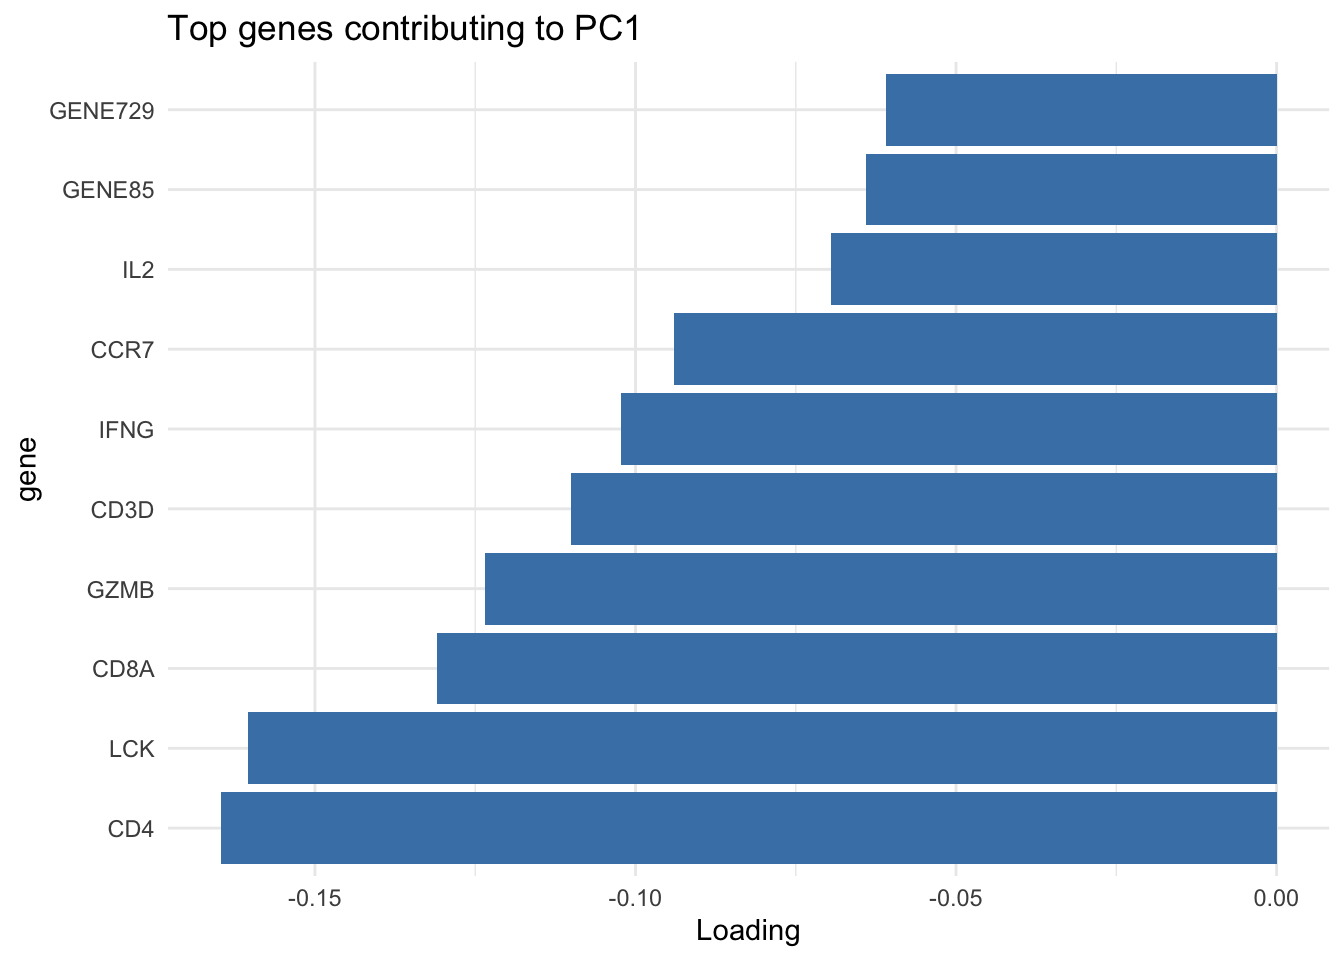 Top genes contributing to PC1
GENE729
GENE85
IL2
CCR7
IFNG
CD3D
GZMB
CD8A
LCK
CD4
gene
-0.15 -0.10 -0.05 0.00
Loading